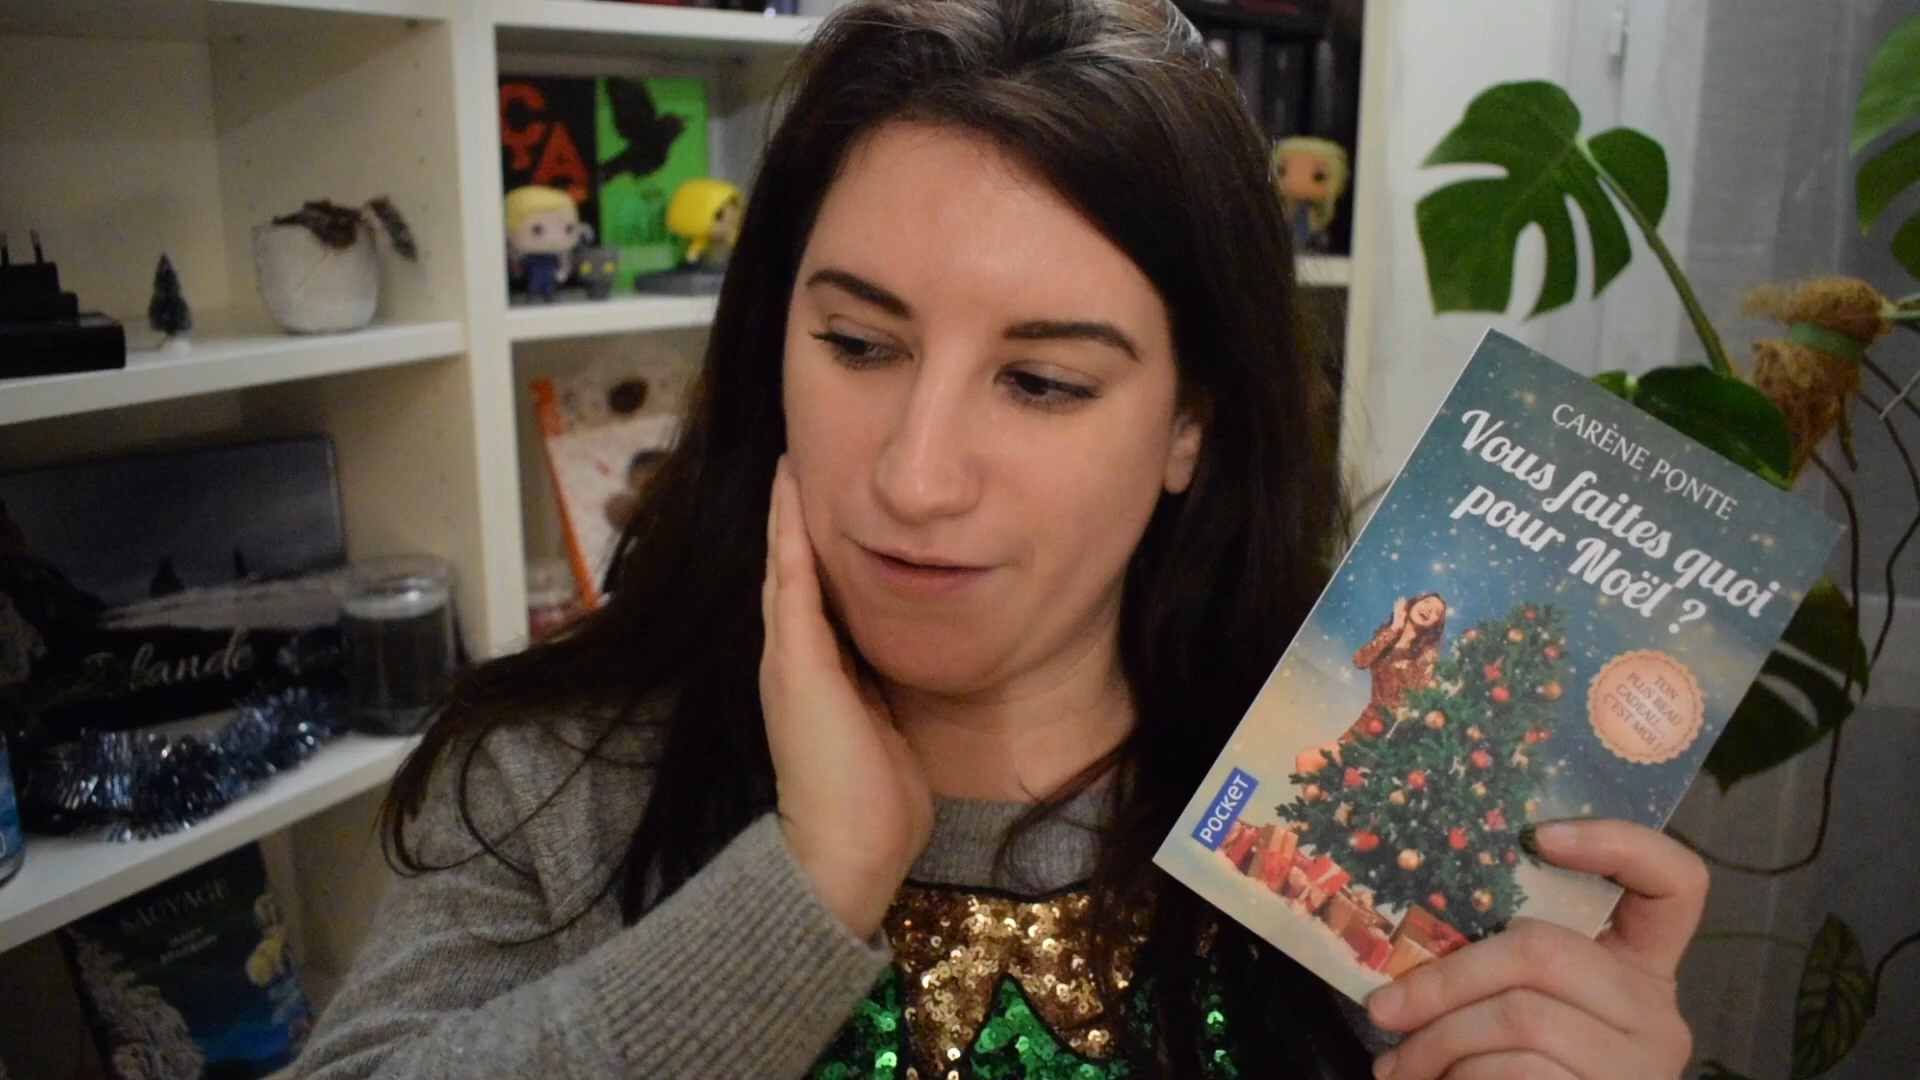 CARÈNE PONTE
Vous faites quoi
pour Noël ?
TON
PLUS BEAU
CADEAU...
C'EST MOI !
POCKET
SAUVAGE